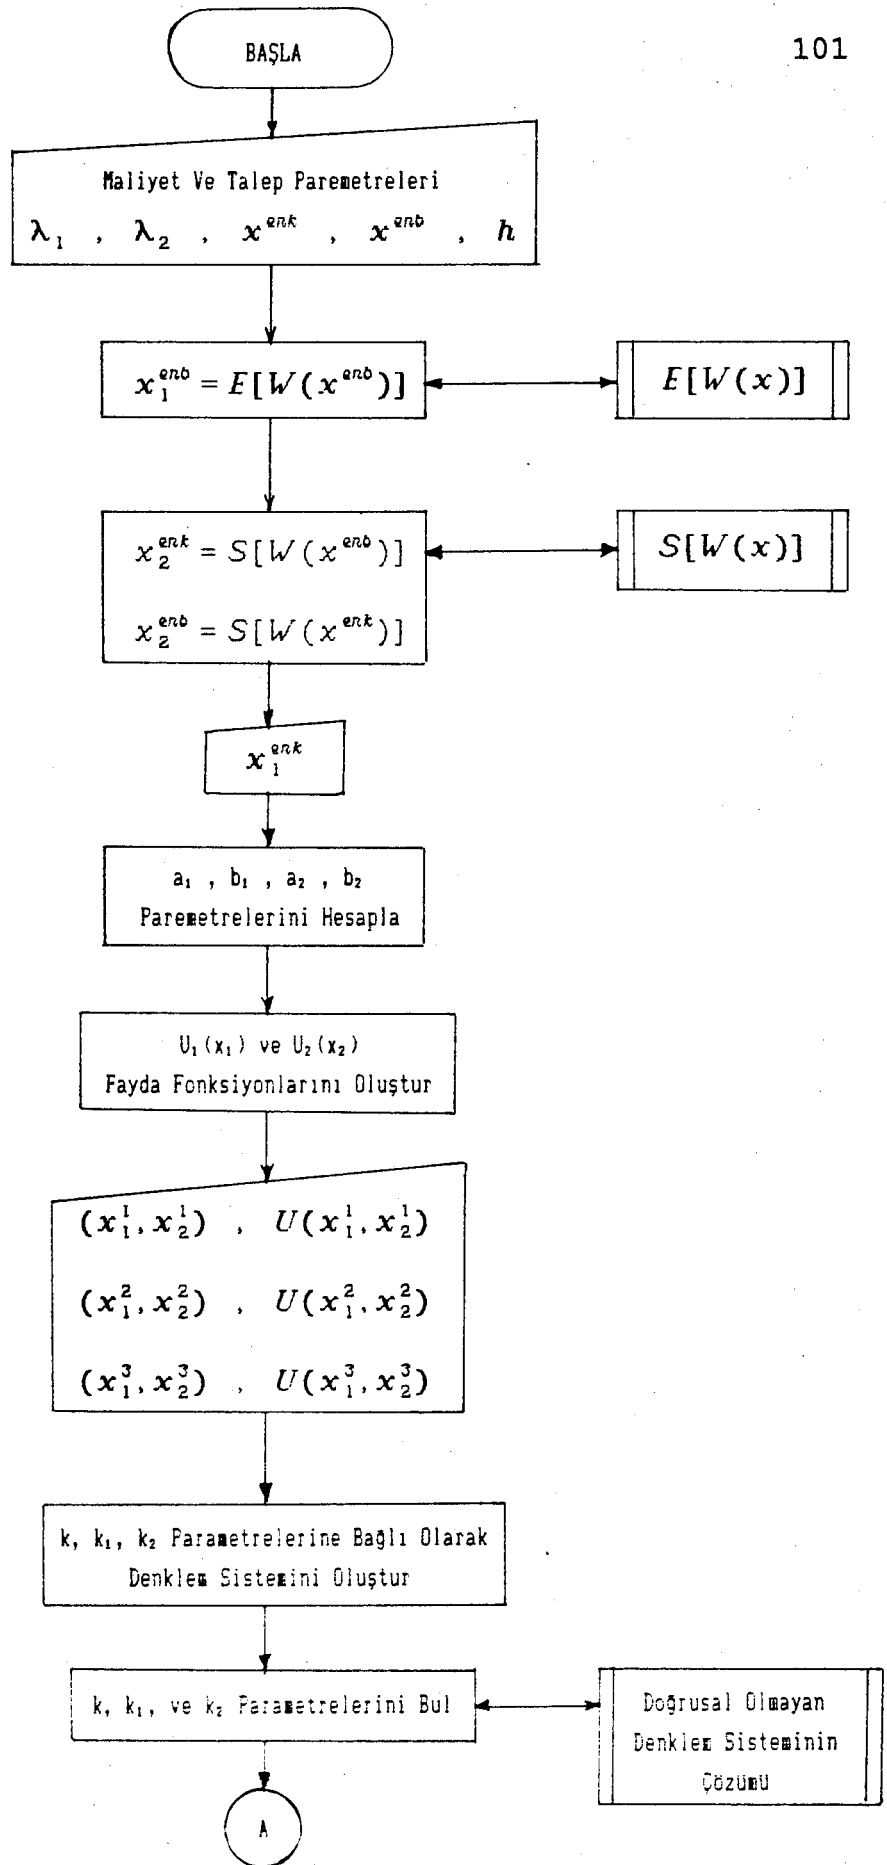 101
BAŞLA
Maliyet Ve Talep Paremetreleri
λ₁ , λ₂ , x^enk , x^enb , h
x₁^enb = E[W(x^enb)]
E[W(x)]
x₂^enk = S[W(x^enb)]
S[W(x)]
x₂^enb = S[W(x^enk)]
x₁^enk
a₁ , b₁ , a₂ , b₂
Paremetrelerini Hesapla
U₁(x₁) ve U₂(x₂)
Fayda Fonksiyonlarını Oluştur
(x₁¹, x₂¹) , U(x₁¹, x₂¹)
(x₁², x₂²) , U(x₁², x₂²)
(x₁³, x₂³) , U(x₁³, x₂³)
k, k₁, k₂ Parametrelerine Bağlı Olarak
Denklem Sistemini Oluştur
k, k₁, ve k₂ Parametrelerini Bul
Doğrusal Olmayan
Denklem Sisteminin
Çözümü
A